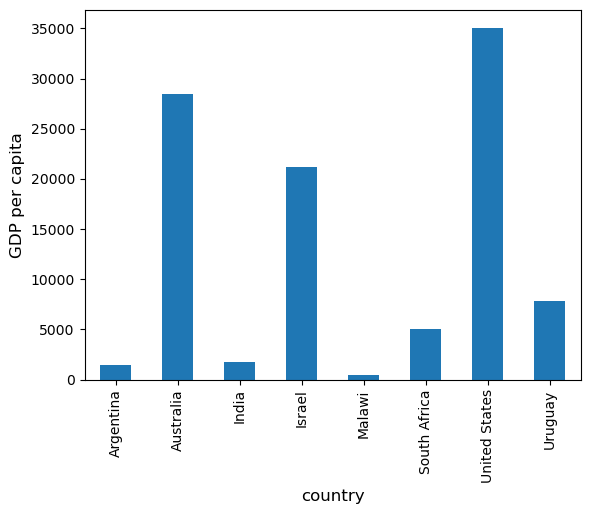 GDP per capita
35000
30000
25000
20000
15000
10000
5000
0
Argentina
Australia
India
Israel
Malawi
South Africa
United States
Uruguay
country